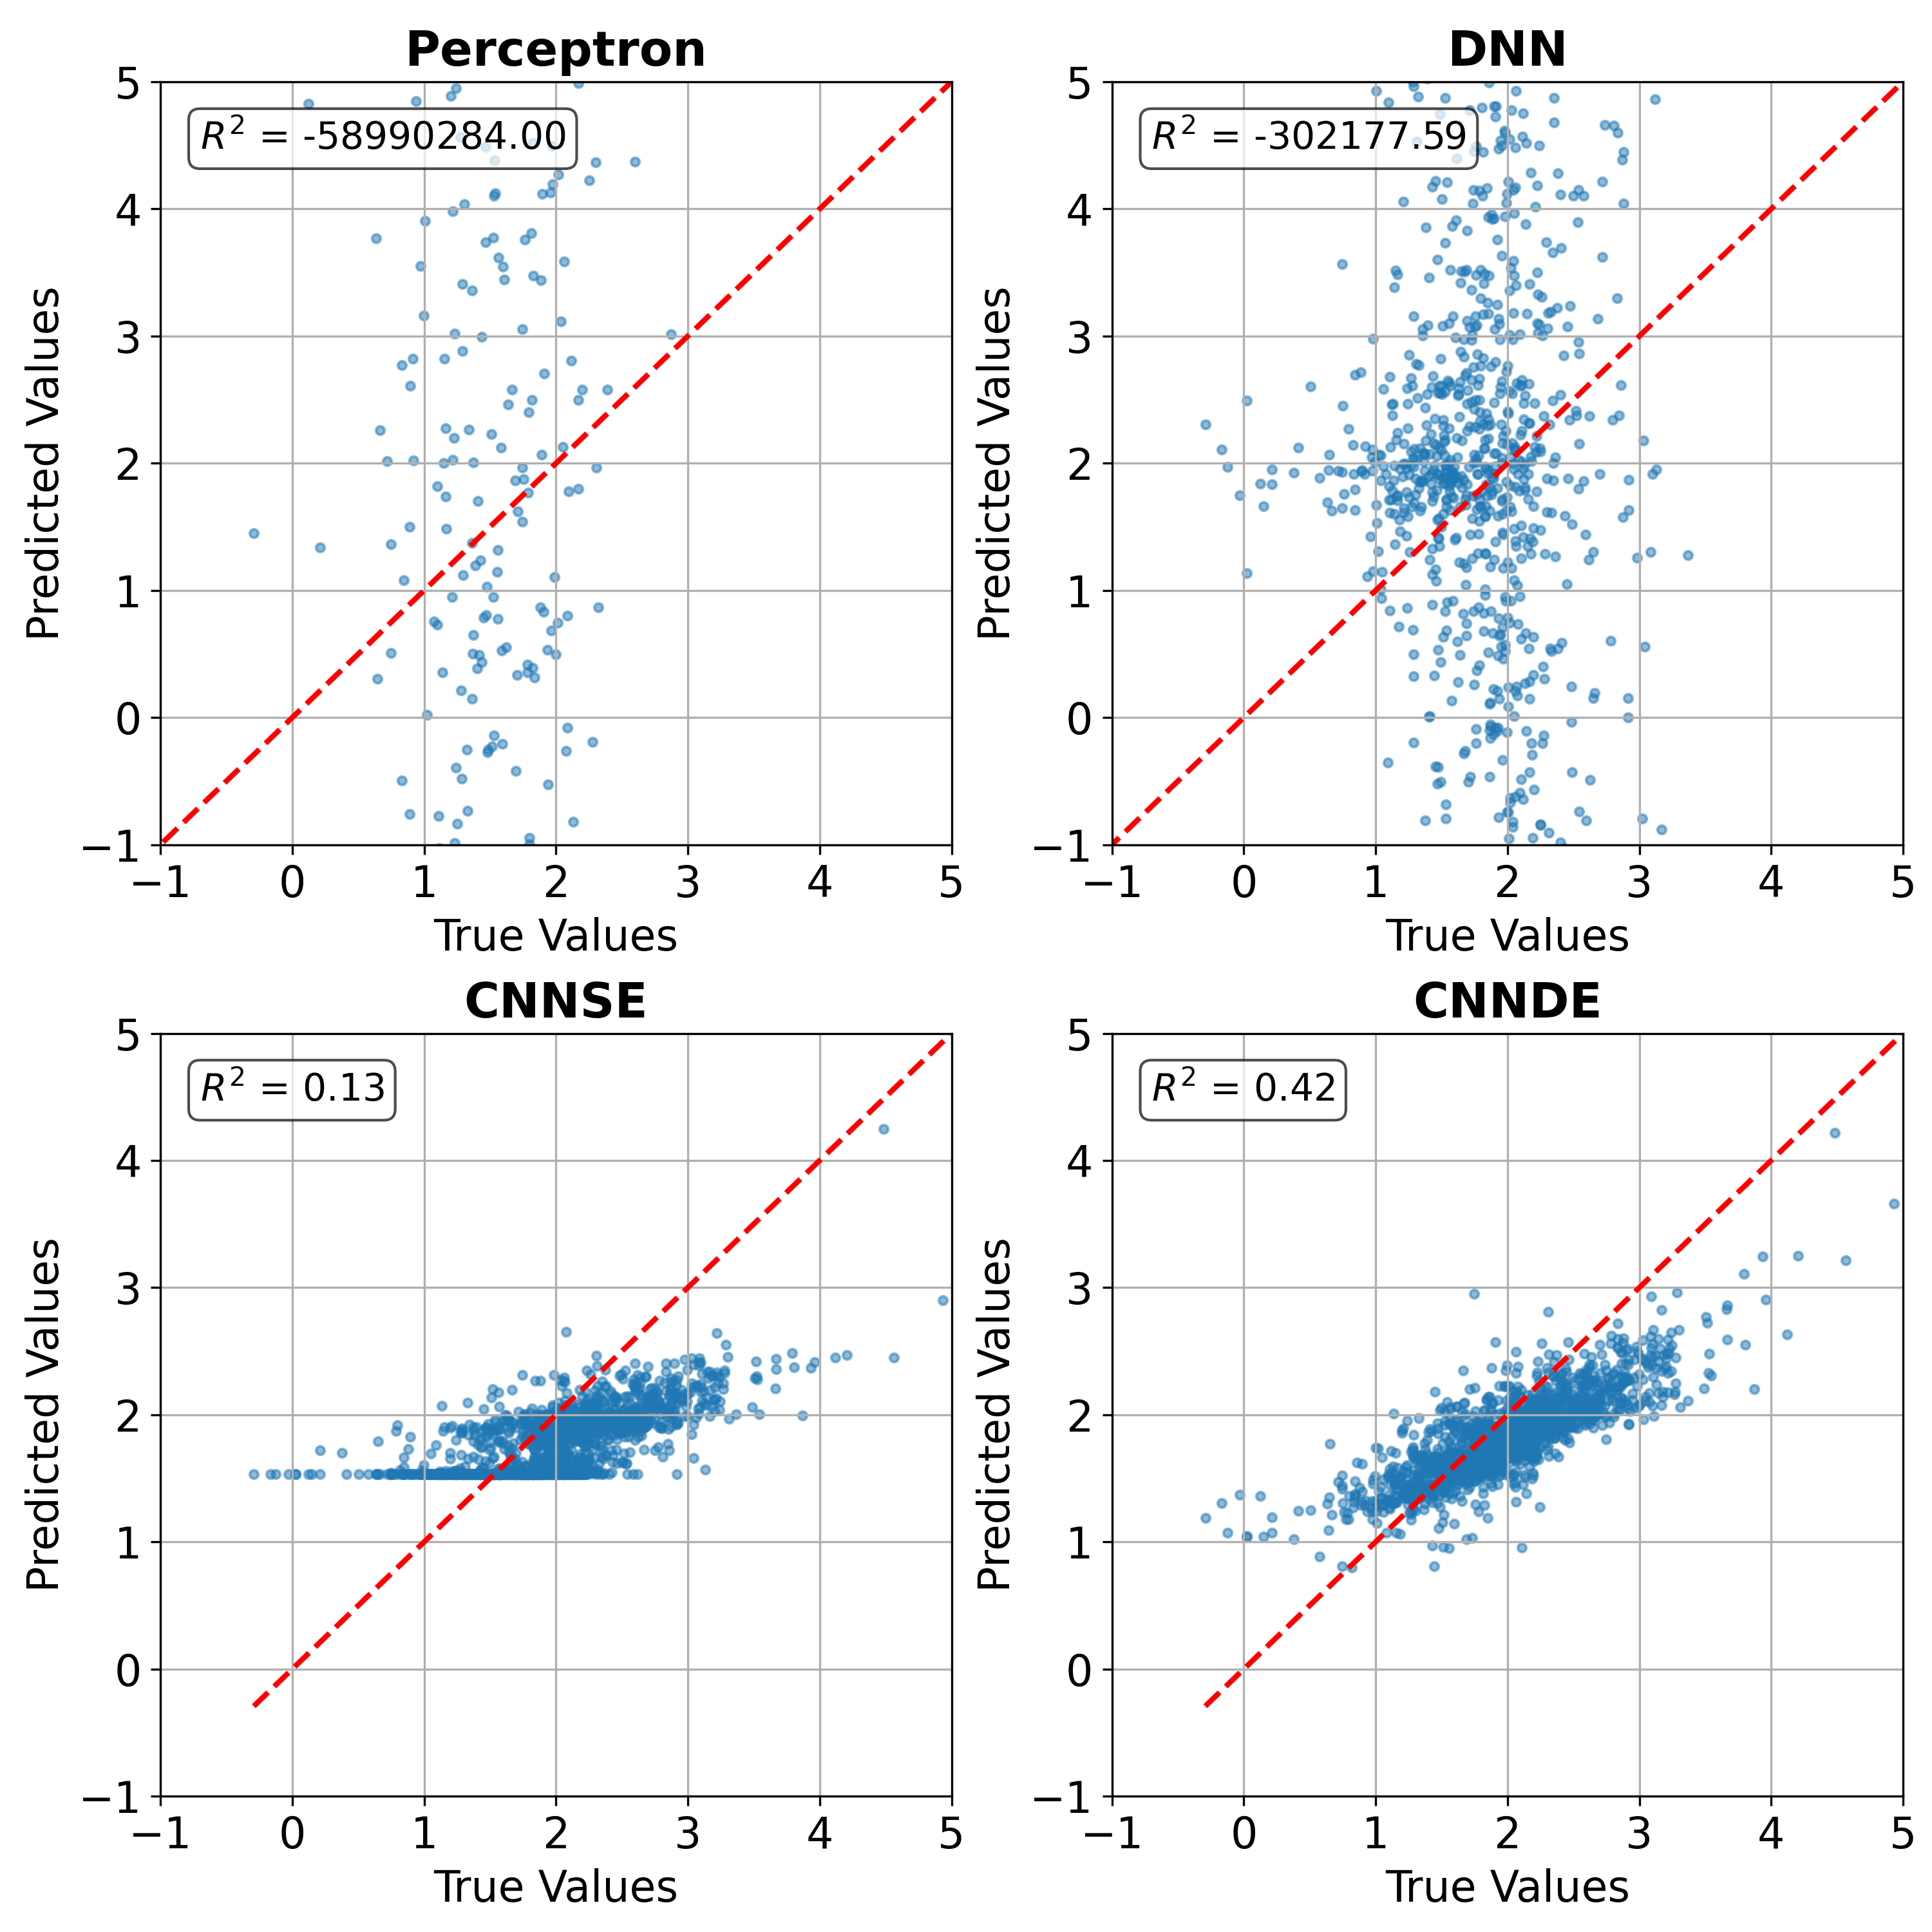 Perceptron
5
4
3
2
1
0
−1
Predicted Values
R² = -58990284.00
−1 0 1 2 3 4 5
True Values
DNN
5
4
3
2
1
0
−1
Predicted Values
R² = -302177.59
−1 0 1 2 3 4 5
True Values
CNNSE
5
4
3
2
1
0
−1
Predicted Values
R² = 0.13
−1 0 1 2 3 4 5
True Values
CNNDE
5
4
3
2
1
0
−1
Predicted Values
R² = 0.42
−1 0 1 2 3 4 5
True Values